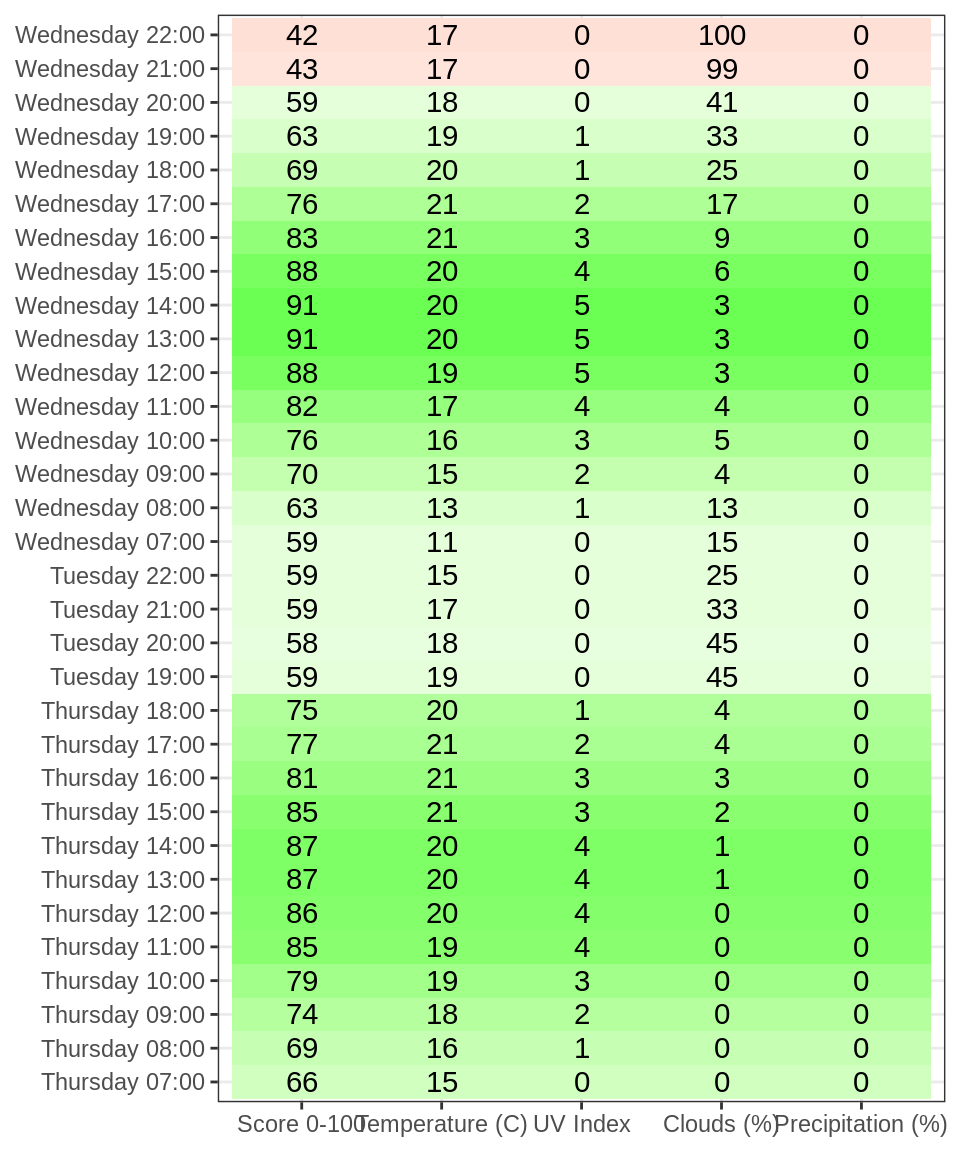 Wednesday 22:00 42 17 0 100 0
Wednesday 21:00 43 17 0 99 0
Wednesday 20:00 59 18 0 41 0
Wednesday 19:00 63 19 1 33 0
Wednesday 18:00 69 20 1 25 0
Wednesday 17:00 76 21 2 17 0
Wednesday 16:00 83 21 3 9 0
Wednesday 15:00 88 20 4 6 0
Wednesday 14:00 91 20 5 3 0
Wednesday 13:00 91 20 5 3 0
Wednesday 12:00 88 19 5 3 0
Wednesday 11:00 82 17 4 4 0
Wednesday 10:00 76 16 3 5 0
Wednesday 09:00 70 15 2 4 0
Wednesday 08:00 63 13 1 13 0
Wednesday 07:00 59 11 0 15 0
Tuesday 22:00 59 15 0 25 0
Tuesday 21:00 59 17 0 33 0
Tuesday 20:00 58 18 0 45 0
Tuesday 19:00 59 19 0 45 0
Thursday 18:00 75 20 1 4 0
Thursday 17:00 77 21 2 4 0
Thursday 16:00 81 21 3 3 0
Thursday 15:00 85 21 3 2 0
Thursday 14:00 87 20 4 1 0
Thursday 13:00 87 20 4 1 0
Thursday 12:00 86 20 4 0 0
Thursday 11:00 85 19 4 0 0
Thursday 10:00 79 19 3 0 0
Thursday 09:00 74 18 2 0 0
Thursday 08:00 69 16 1 0 0
Thursday 07:00 66 15 0 0 0
Score 0-100 Temperature (C) UV Index Clouds (%) Precipitation (%)